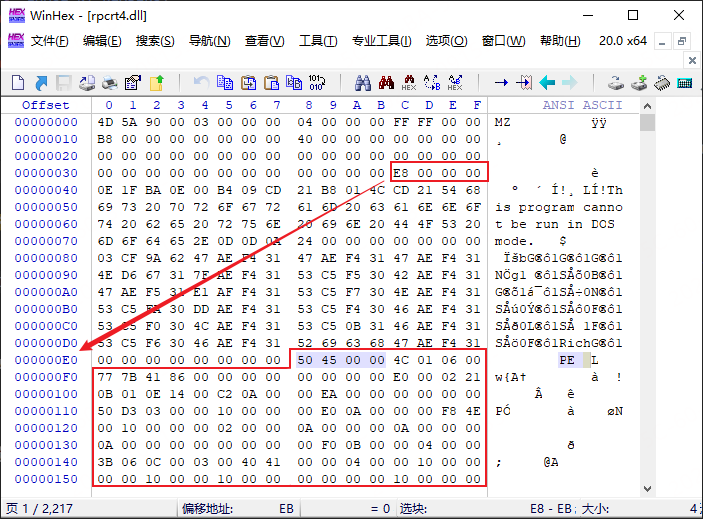 WinHex - [rpcrt4.dll]
文件(F) 编辑(E) 搜索(S) 导航(N) 查看(V) 工具(T) 专业工具(I) 选项(O) 窗口(W) 帮助(H) 20.0 x64
Offset 0 1 2 3 4 5 6 7 8 9 A B C D E F ANSI ASCII
00000000 4D 5A 90 00 03 00 00 00 04 00 00 00 FF FF 00 00 MZ ÿÿ
00000010 B8 00 00 00 00 00 00 00 40 00 00 00 00 00 00 00 ¸ @
00000020 00 00 00 00 00 00 00 00 00 00 00 00 00 00 00 00
00000030 00 00 00 00 00 00 00 00 00 00 00 00 E8 00 00 00 è
00000040 0E 1F BA 0E 00 B4 09 CD 21 B8 01 4C CD 21 54 68 º ´ Í!¸ LÍ!Th
00000050 69 73 20 70 72 6F 67 72 61 6D 20 63 61 6E 6E 6F is program canno
00000060 74 20 62 65 20 72 75 6E 20 69 6E 20 44 4F 53 20 t be run in DOS
00000070 6D 6F 64 65 2E 0D 0D 0A 24 00 00 00 00 00 00 00 mode. $
00000080 03 CF 9A 62 47 AE F4 31 47 AE F4 31 47 AE F4 31 ÏšbG®ô1G®ô1G®ô1
00000090 4E D6 67 31 7F AE F4 31 53 C5 F5 30 42 AE F4 31 NÖg1 ®ô1SÅõ0B®ô1
000000A0 47 AE F5 31 E1 AF F4 31 53 C5 F7 30 4E AE F4 31 G®õ1á¯ô1SÅ÷0N®ô1
000000B0 53 C5 FA 30 DD AE F4 31 53 C5 F4 30 46 AE F4 31 SÅú0Ý®ô1SÅô0F®ô1
000000C0 53 C5 F0 30 4C AE F4 31 53 C5 0B 31 46 AE F4 31 SÅð0L®ô1SÅ 1F®ô1
000000D0 53 C5 F6 30 46 AE F4 31 52 69 63 68 47 AE F4 31 SÅö0F®ô1RichG®ô1
000000E0 00 00 00 00 00 00 00 00 50 45 00 00 4C 01 06 00 PE L
000000F0 77 7B 41 86 00 00 00 00 00 00 00 00 E0 00 02 21 w{A† à !
00000100 0B 01 0E 14 00 C2 0A 00 00 EA 00 00 00 00 00 00 Â ê
00000110 50 D3 03 00 00 10 00 00 00 E0 0A 00 00 00 F8 4E PÓ à øN
00000120 00 10 00 00 00 02 00 00 0A 00 00 00 0A 00 00 00
00000130 0A 00 00 00 00 00 00 00 00 F0 0B 00 00 04 00 00 ð
00000140 3B 06 0C 00 03 00 40 41 00 00 04 00 00 10 00 00 ; @A
00000150 00 00 10 00 00 10 00 00 00 00 00 00 10 00 00 00
页 1 / 2,217 偏移地址: EB = 0 选块: E8 - EB; 大小: 4